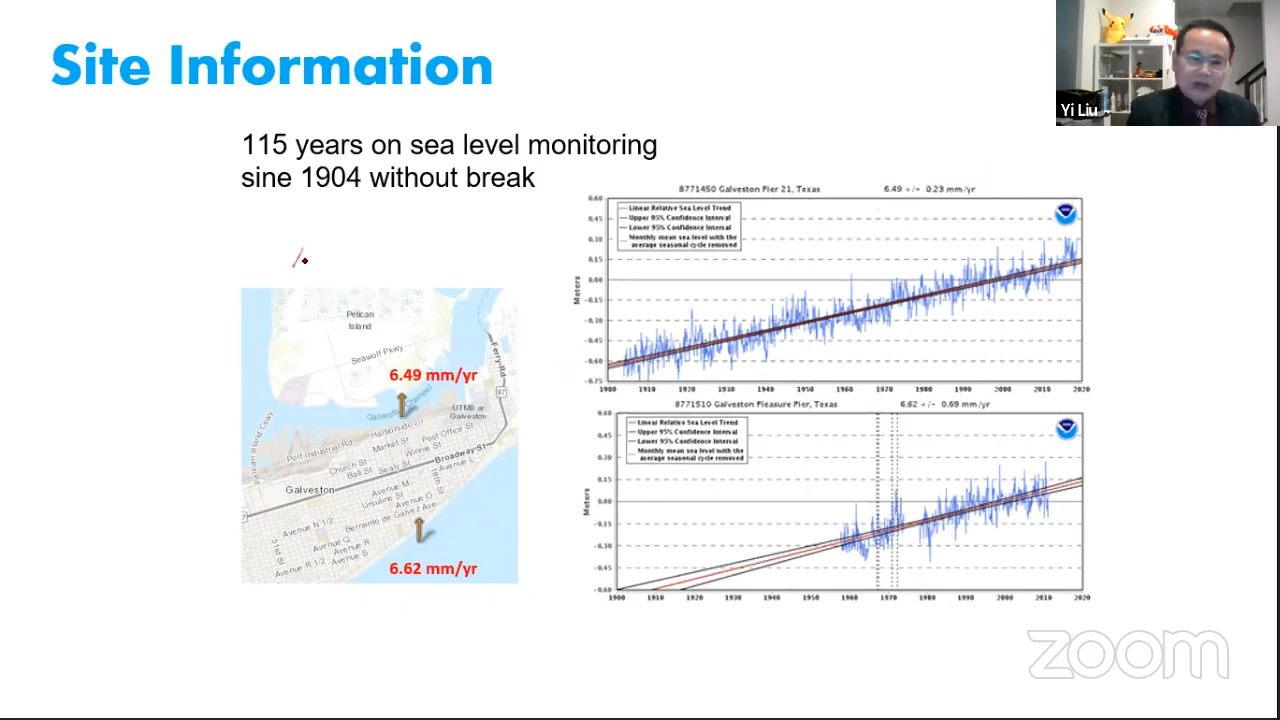 Site Information
Yi Liu
115 years on sea level monitoring
sine 1904 without break
8771450 Galveston Pier 21, Texas 6.49 +/- 0.23 mm/yr
0.60
0.45
0.30
0.15
0.00
-0.15
-0.30
-0.45
-0.60
-0.75
Meters
Linear Relative Sea Level Trend
Upper 95% Confidence Interval
Lower 95% Confidence Interval
Monthly mean sea level with the
average seasonal cycle removed
1900 1910 1920 1930 1940 1950 1960 1970 1980 1990 2000 2010 2020
8771510 Galveston Pleasure Pier, Texas 6.62 +/- 0.69 mm/yr
0.60
0.45
0.30
0.15
0.00
-0.15
-0.30
-0.45
-0.60
Meters
Linear Relative Sea Level Trend
Upper 95% Confidence Interval
Lower 95% Confidence Interval
Monthly mean sea level with the
average seasonal cycle removed
1900 1910 1920 1930 1940 1950 1960 1970 1980 1990 2000 2010 2020
Pelican
Island
Seawolf Pkwy
Ferry Rd
87
6.49 mm/yr
Galveston Channel
UTMB at
Galveston
Pelican Island Cswy
Port Industrial Rd
Harborside Dr
Market St
Post Office St
Church St
Winnie St
Ball St
Sealy St
Broadway St
Avenue L
Galveston
Avenue M
Ursuline St
Avenue O
Bernardo de Galvez Ave
Avenue N 1/2
Avenue Q
Avenue R
Avenue R 1/2
Avenue S
6.62 mm/yr
zoom